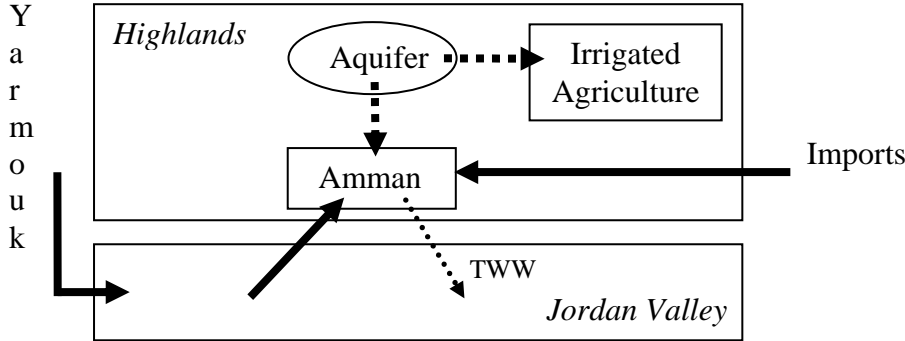 Y
a
r
m
o
u
k
Highlands
Aquifer
Irrigated
Agriculture
Imports
Amman
TWW
Jordan Valley